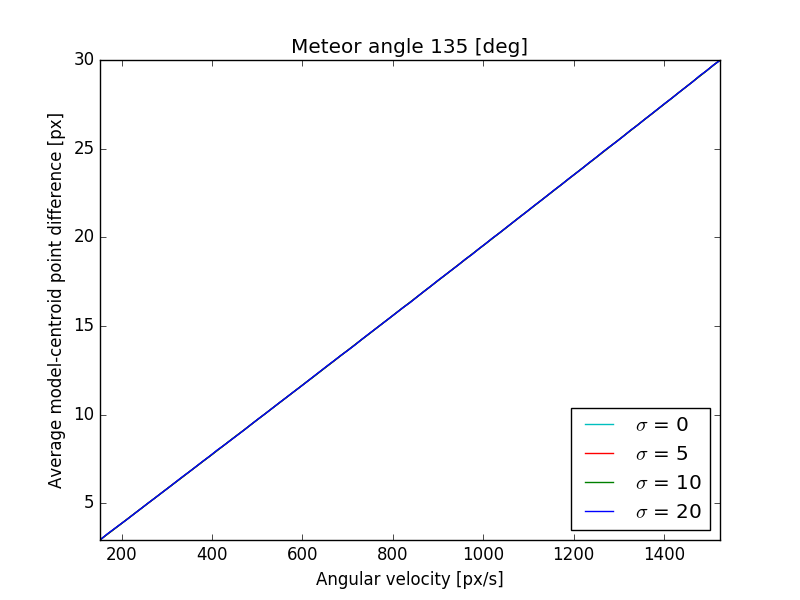 Meteor angle 135 [deg]
Average model-centroid point difference [px]
30
25
20
15
10
5
200 400 600 800 1000 1200 1400
Angular velocity [px/s]
σ = 0
σ = 5
σ = 10
σ = 20